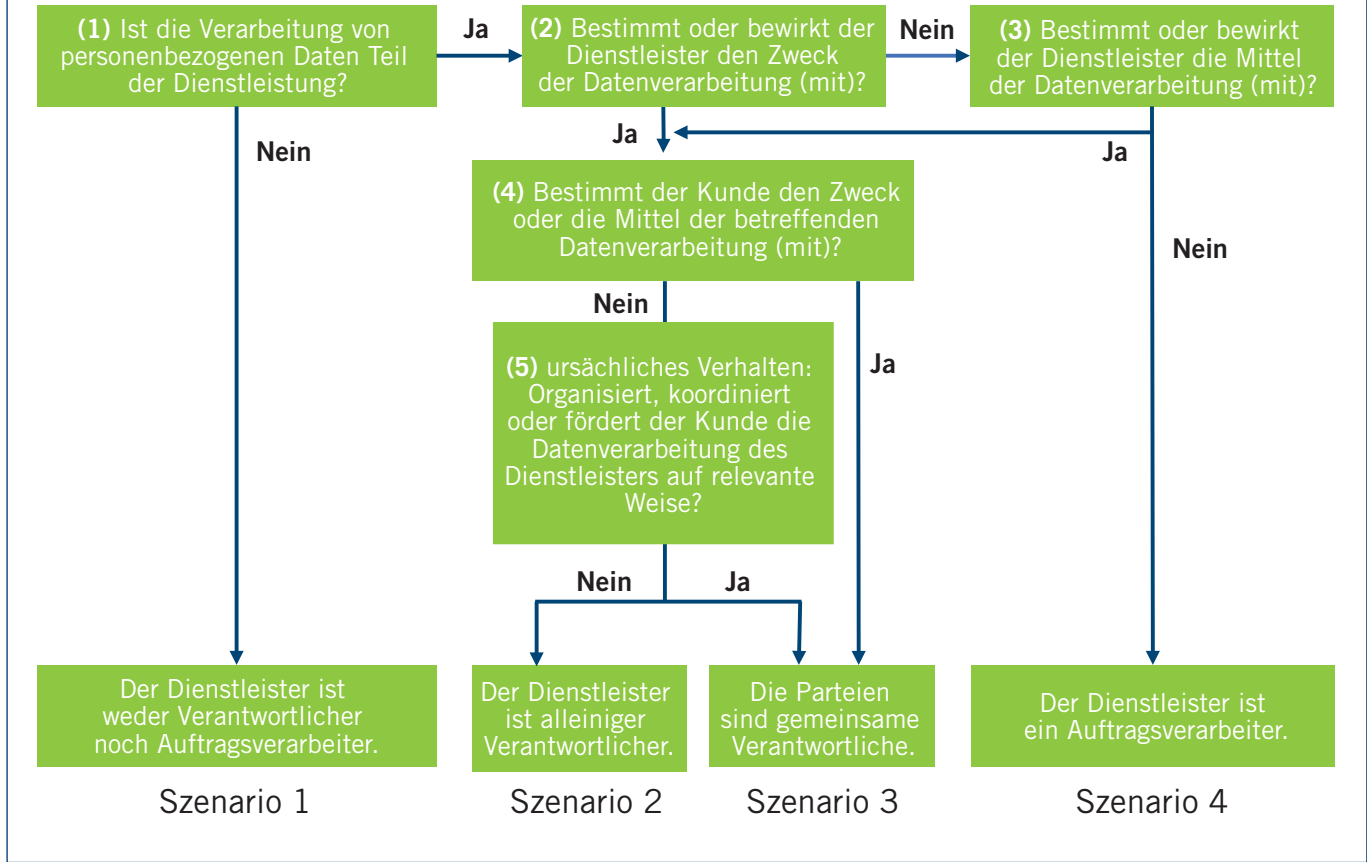 (1) Ist die Verarbeitung von
personenbezogenen Daten Teil
der Dienstleistung?
Ja
(2) Bestimmt oder bewirkt der
Dienstleister den Zweck
der Datenverarbeitung (mit)?
Nein
(3) Bestimmt oder bewirkt
der Dienstleister die Mittel
der Datenverarbeitung (mit)?
Nein
Ja
Ja
(4) Bestimmt der Kunde den Zweck
oder die Mittel der betreffenden
Datenverarbeitung (mit)?
Nein
Nein
Ja
(5) ursächliches Verhalten:
Organisiert, koordiniert
oder fördert der Kunde die
Datenverarbeitung des
Dienstleisters auf relevante
Weise?
Nein
Ja
Der Dienstleister ist
weder Verantwortlicher
noch Auftragsverarbeiter.
Der Dienstleister
ist alleiniger
Verantwortlicher.
Die Parteien
sind gemeinsame
Verantwortliche.
Der Dienstleister ist
ein Auftragsverarbeiter.
Szenario 1
Szenario 2
Szenario 3
Szenario 4